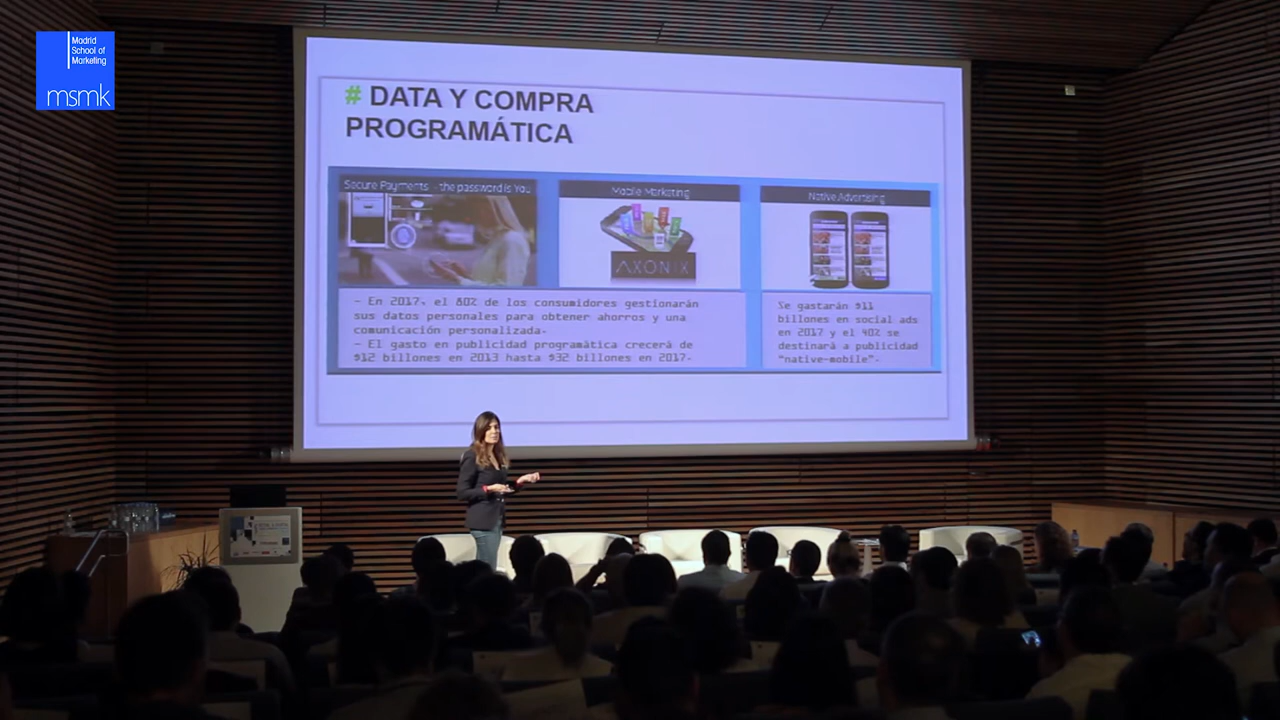 Madrid
School of
Marketing
msmk
# DATA Y COMPRA
PROGRAMÁTICA
Secure Payments - the password is You
Mobile Marketing
Native Advertising
AXONIX
- En 2017, el 80% de los consumidores gestionarán
sus datos personales para obtener ahorros y una
comunicación personalizada.
- El gasto en publicidad programática crecerá de
$12 billones en 2013 hasta $32 billones en 2017.
Se gastarán $11
billones en social ads
en 2017 y el 40% se
destinará a publicidad
"native-mobile".